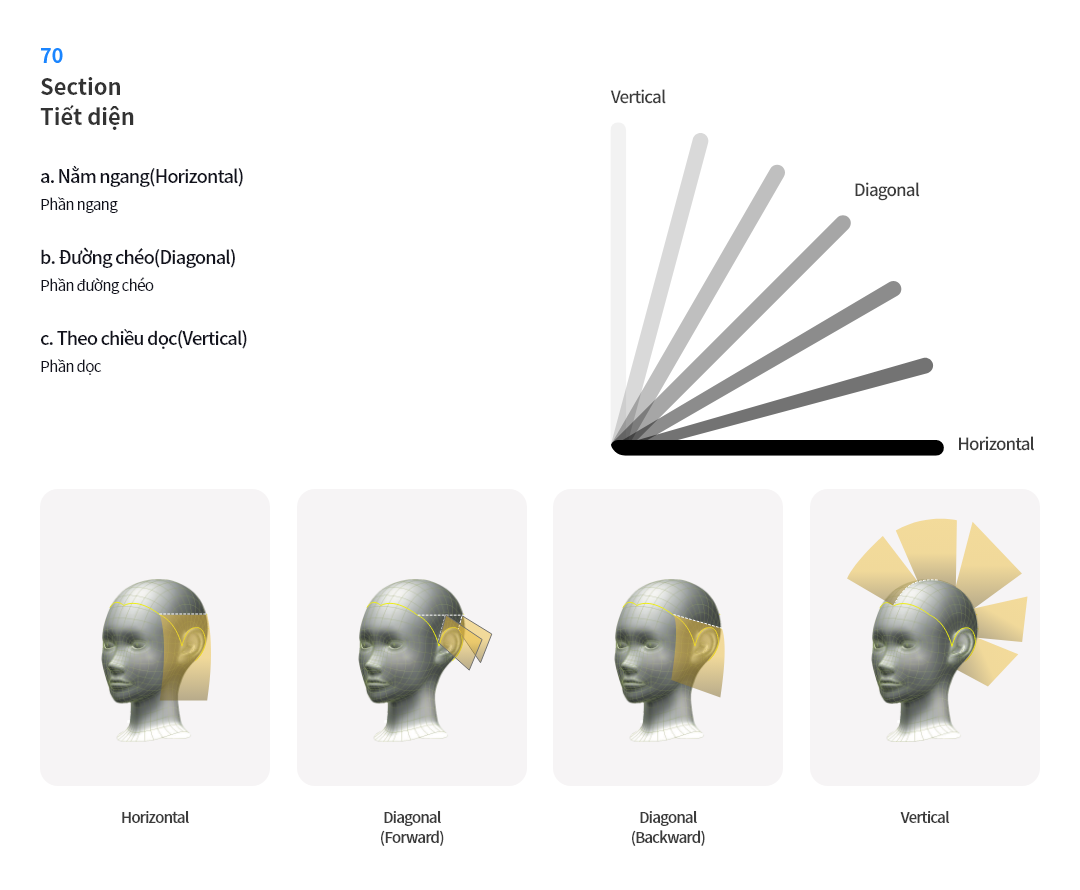 70
Section
Tiết diện
a. Nằm ngang(Horizontal)
Phần ngang
b. Đường chéo(Diagonal)
Phần đường chéo
c. Theo chiều dọc(Vertical)
Phần dọc
Vertical
Diagonal
Horizontal
Horizontal
Diagonal
(Forward)
Diagonal
(Backward)
Vertical